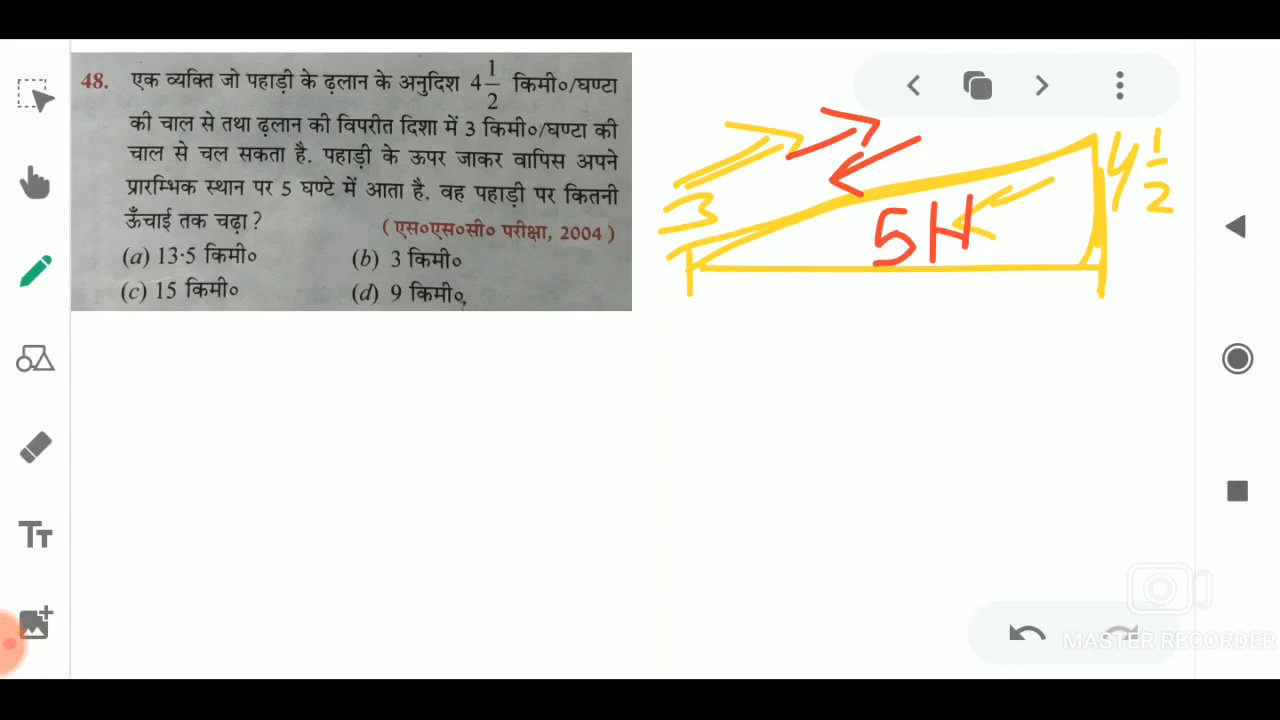 48. एक व्यक्ति जो पहाड़ी के ढ़लान के अनुदिश 4 1/2 किमी०/घण्टा
की चाल से तथा ढ़लान की विपरीत दिशा में 3 किमी०/घण्टा की
चाल से चल सकता है. पहाड़ी के ऊपर जाकर वापिस अपने
प्रारम्भिक स्थान पर 5 घण्टे में आता है. वह पहाड़ी पर कितनी
ऊँचाई तक चढ़ा ?
( एस०एस०सी० परीक्षा, 2004 )
(a) 13·5 किमी० (b) 3 किमी०
(c) 15 किमी० (d) 9 किमी०
3
5H
4 1/2
Tт
MASTER RECORDER